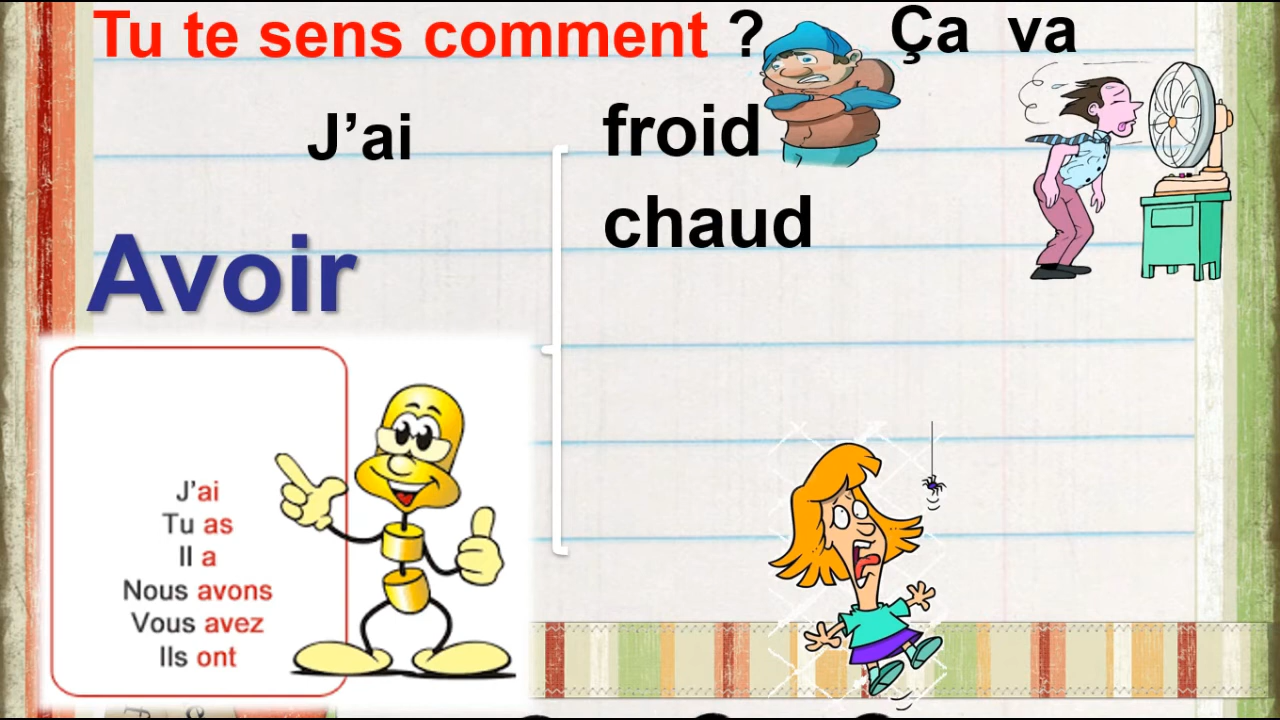 Tu te sens comment ? Ça va
J'ai
froid
chaud
Avoir
J'ai
Tu as
Il a
Nous avons
Vous avez
Ils ont